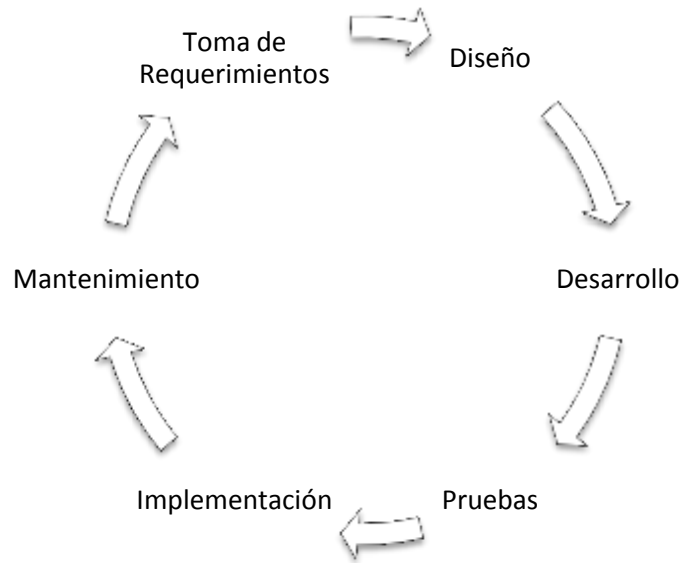 Toma de
Requerimientos
Diseño
Desarrollo
Pruebas
Implementación
Mantenimiento